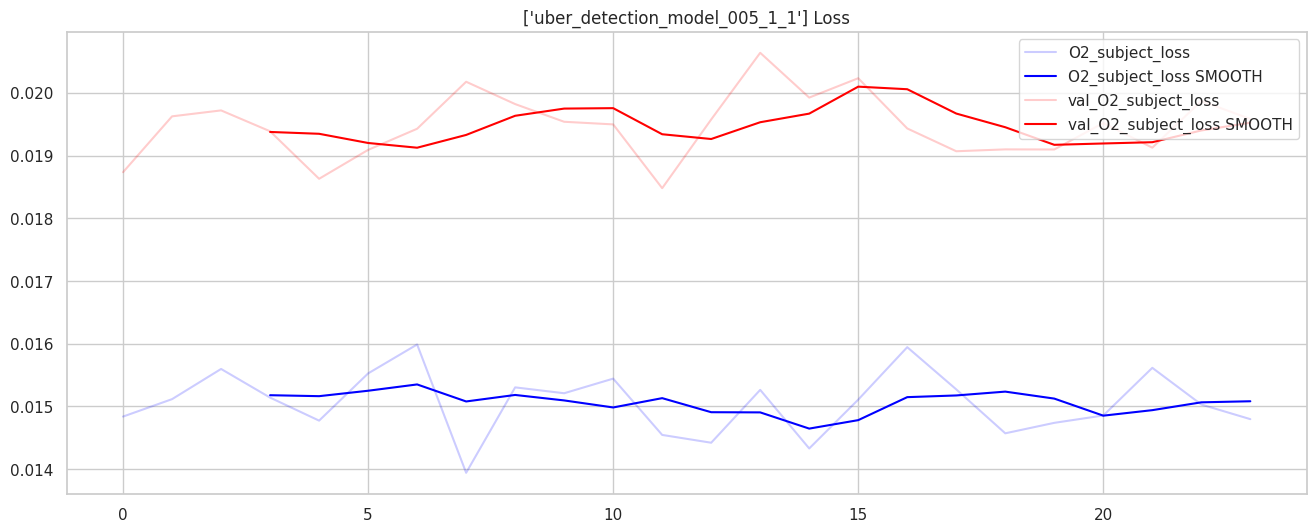 ['uber_detection_model_005_1_1'] Loss
O2_subject_loss
O2_subject_loss SMOOTH
val_O2_subject_loss
val_O2_subject_loss SMOOTH
0.020
0.019
0.018
0.017
0.016
0.015
0.014
0 5 10 15 20